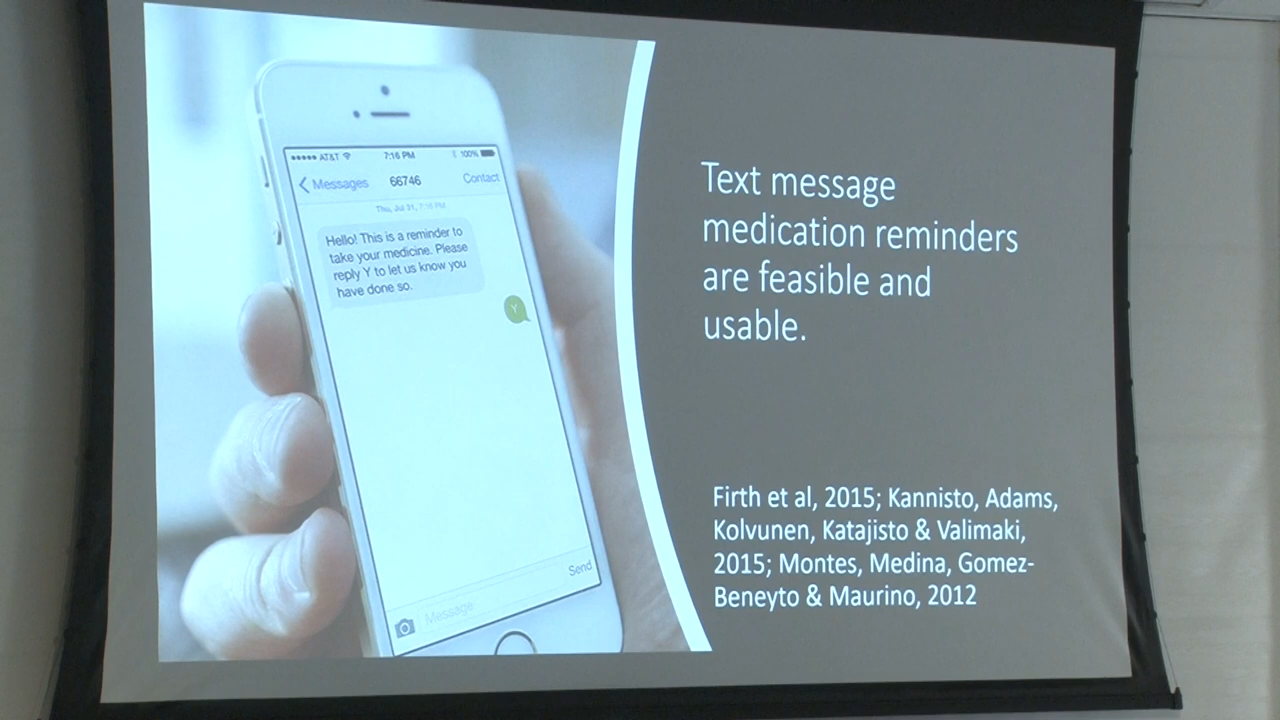 ●●●●● AT&T 7:16 PM 100%
Messages 66746 Contact
Thu, Jul 31, 7:16 PM
Hello! This is a reminder to
take your medicine. Please
reply Y to let us know you
have done so.
Y
Message Send
Text message
medication reminders
are feasible and
usable.
Firth et al, 2015; Kannisto, Adams,
Kolvunen, Katajisto & Valimaki,
2015; Montes, Medina, Gomez-
Beneyto & Maurino, 2012